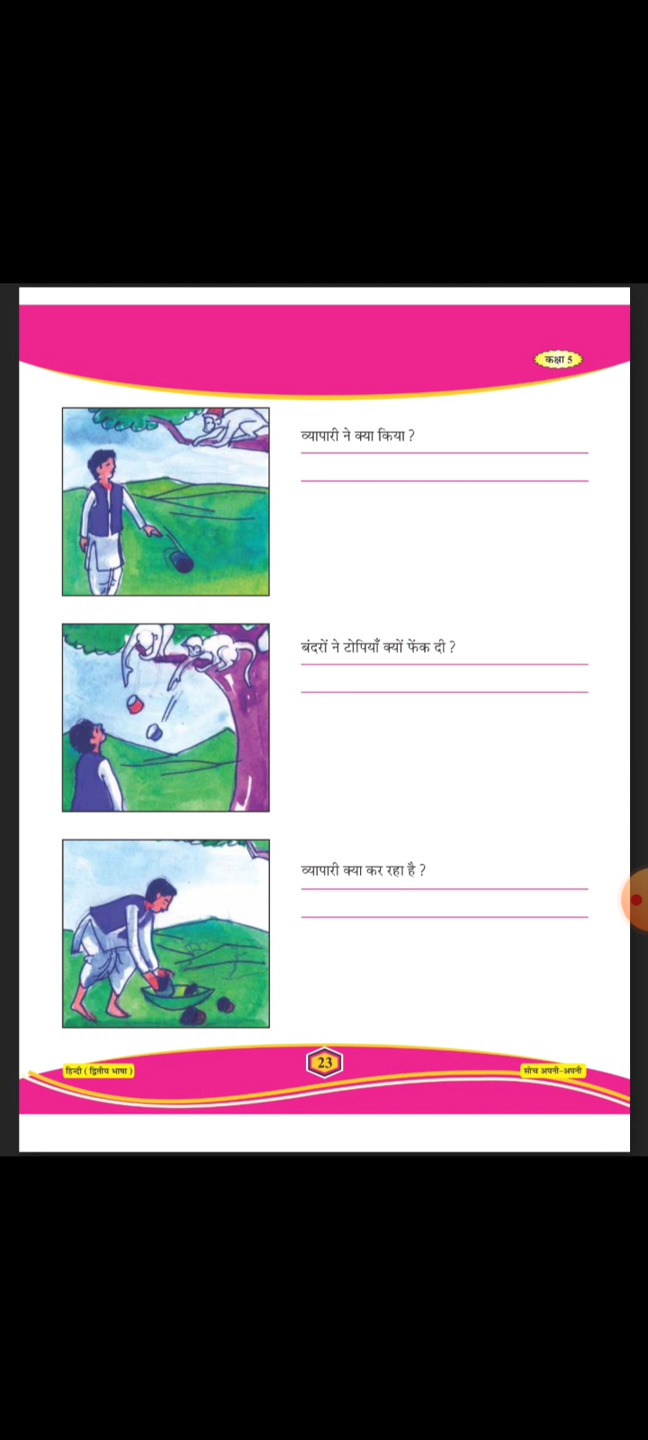 कक्षा 5
व्यापारी ने क्या किया ?
बंदरों ने टोपियाँ क्यों फेंक दी ?
व्यापारी क्या कर रहा है ?
हिन्दी ( द्वितीय भाषा )
23
सोच अपनी-अपनी